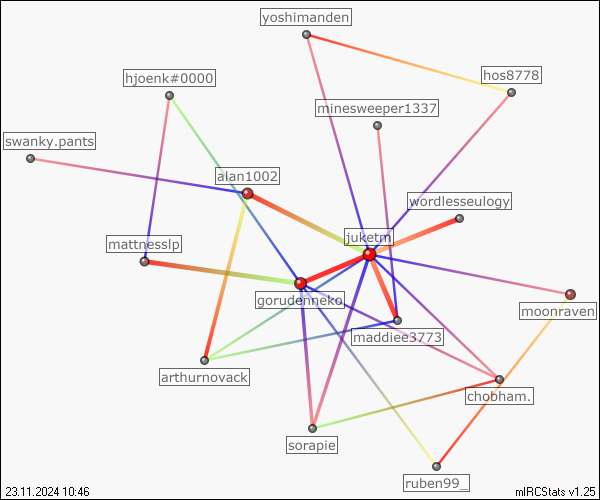 yoshimanden
hjoenk#0000
hos8778
minesweeper1337
swanky.pants
alan1002
wordlesseulogy
juketm
mattnesslp
gorudenneko
moonraven
maddiee3773
arthurnovack
chobham.
sorapie
ruben99_
23.11.2024 10:46
mIRCStats v1.25